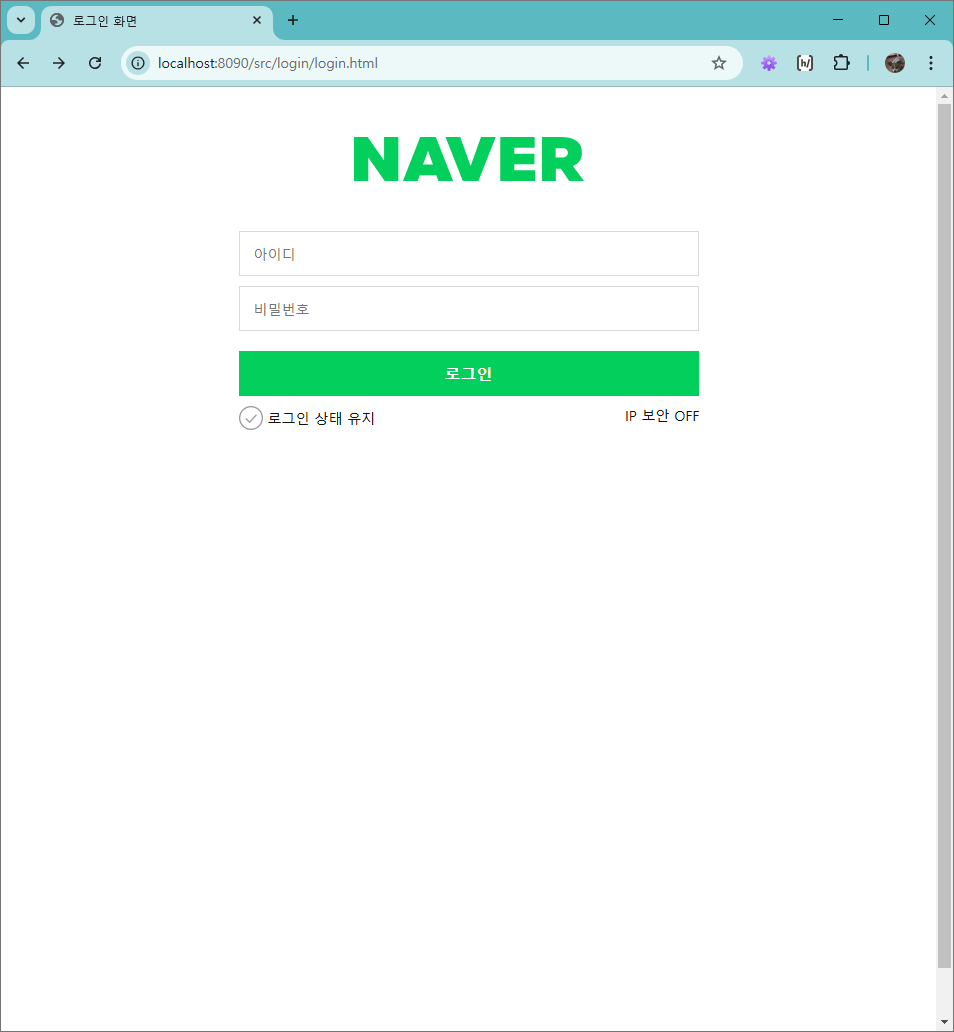 로그인 화면
localhost:8090/src/login/login.html
[h/]
NAVER
아이디
비밀번호
로그인
로그인 상태 유지
IP 보안 OFF